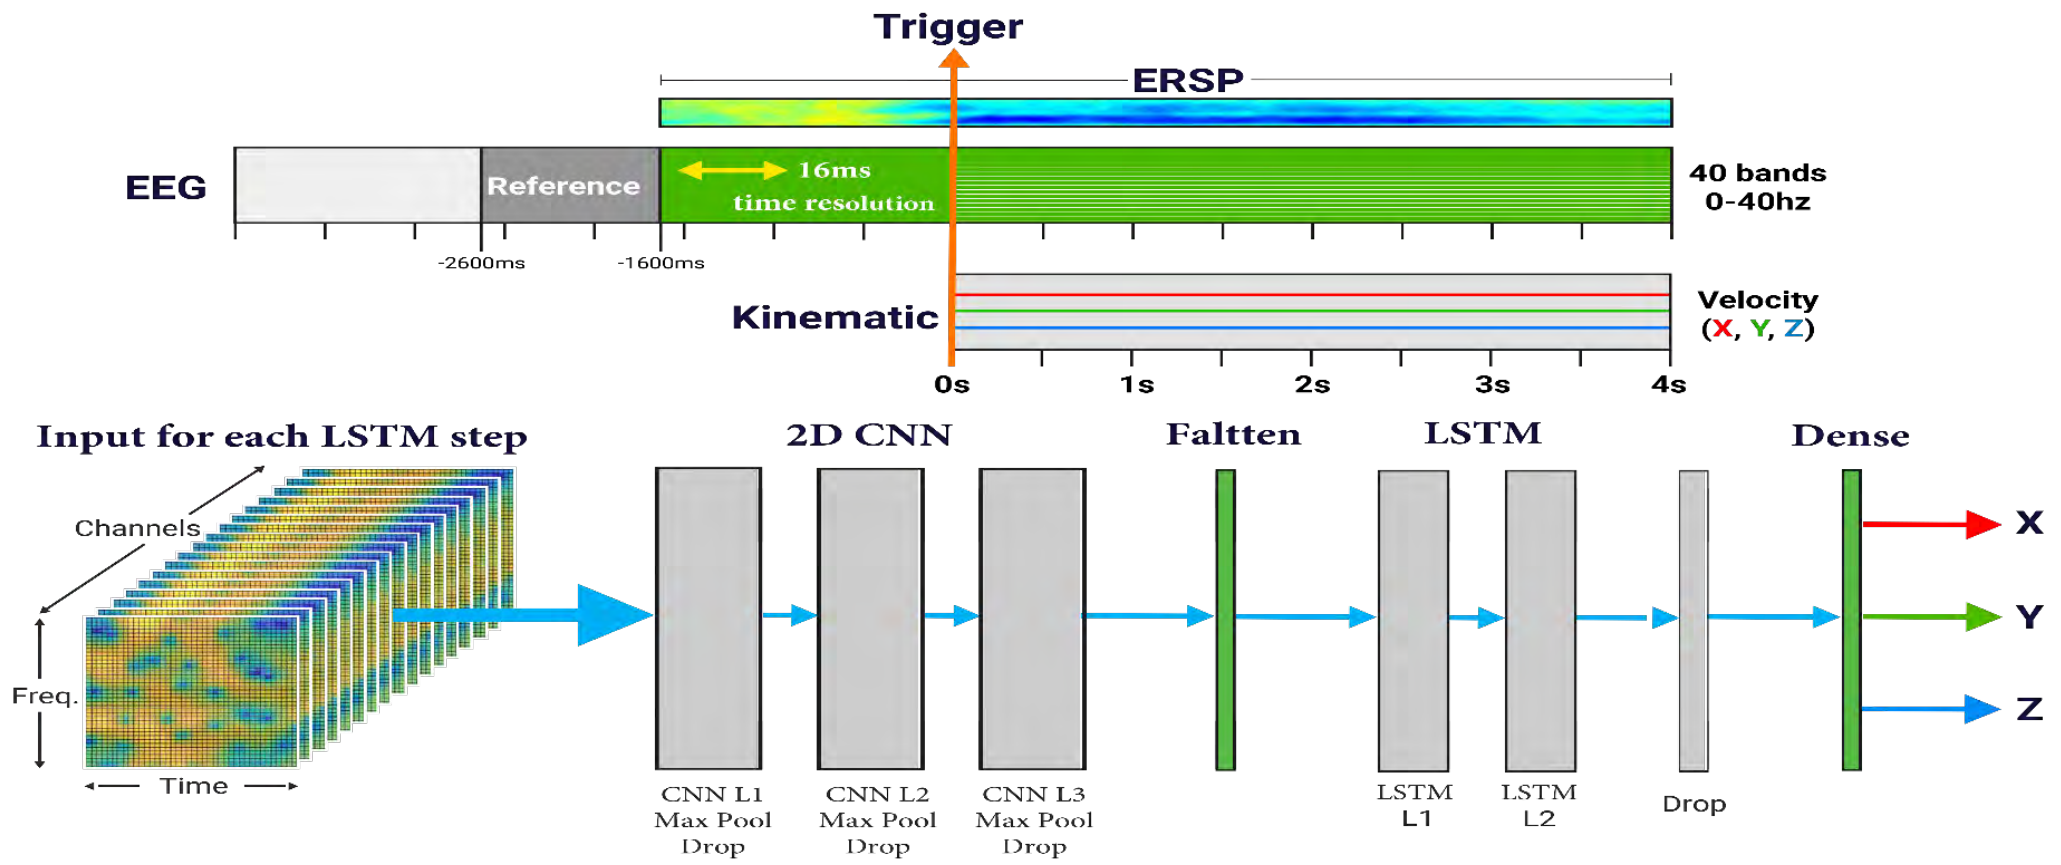 Trigger
ERSP
EEG
Reference
16ms
time resolution
40 bands
0-40hz
-2600ms
-1600ms
Kinematic
Velocity
(X, Y, Z)
0s 1s 2s 3s 4s
Input for each LSTM step
2D CNN
Faltten
LSTM
Dense
Channels
Freq.
Time
X
Y
Z
CNN L1
Max Pool
Drop
CNN L2
Max Pool
Drop
CNN L3
Max Pool
Drop
LSTM
L1
LSTM
L2
Drop